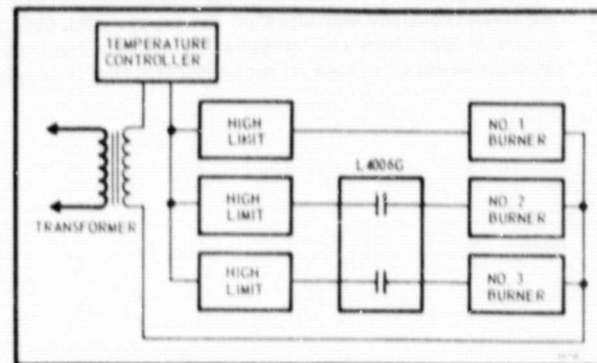 TEMPERATURE
CONTROLLER
HIGH
LIMIT
NO. 1
BURNER
L4006G
HIGH
LIMIT
NO. 2
BURNER
TRANSFORMER
HIGH
LIMIT
NO. 3
BURNER